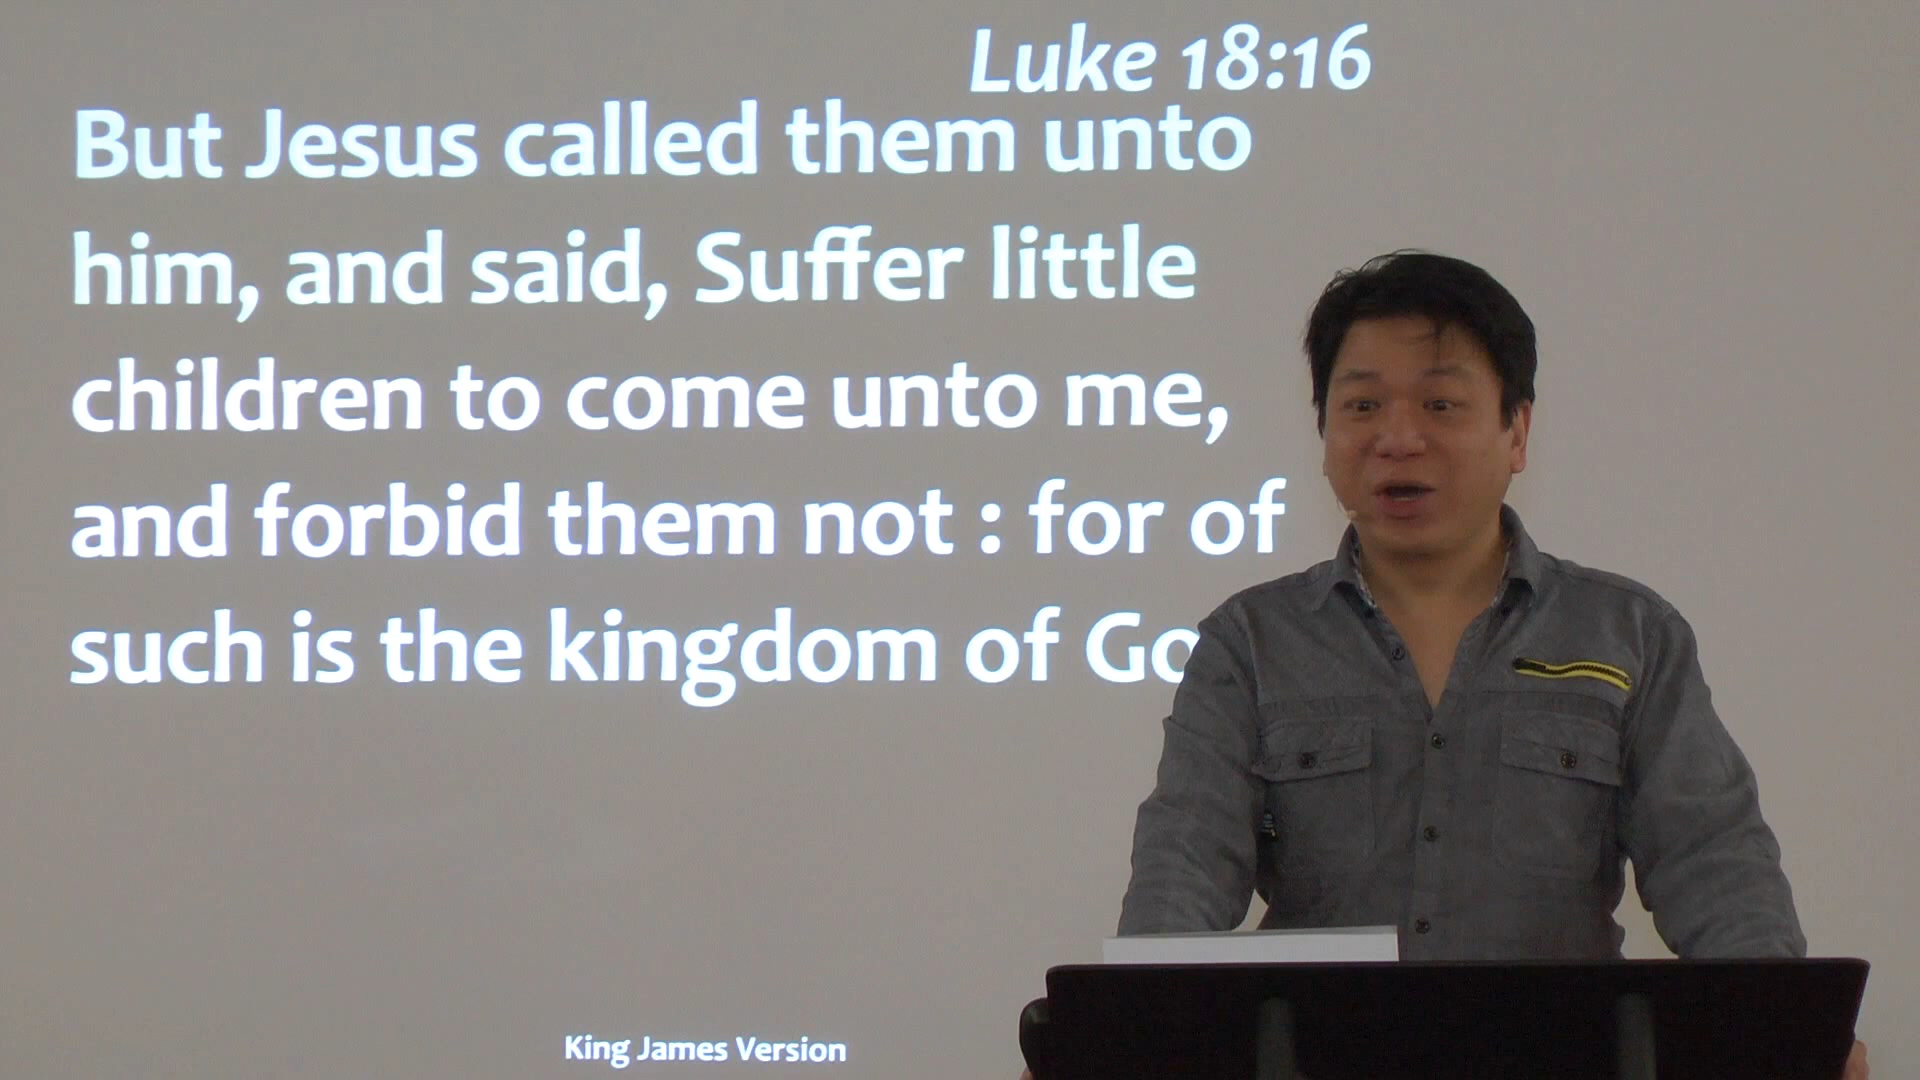 Luke 18:16
But Jesus called them unto
him, and said, Suffer little
children to come unto me,
and forbid them not : for of
such is the kingdom of Go
King James Version